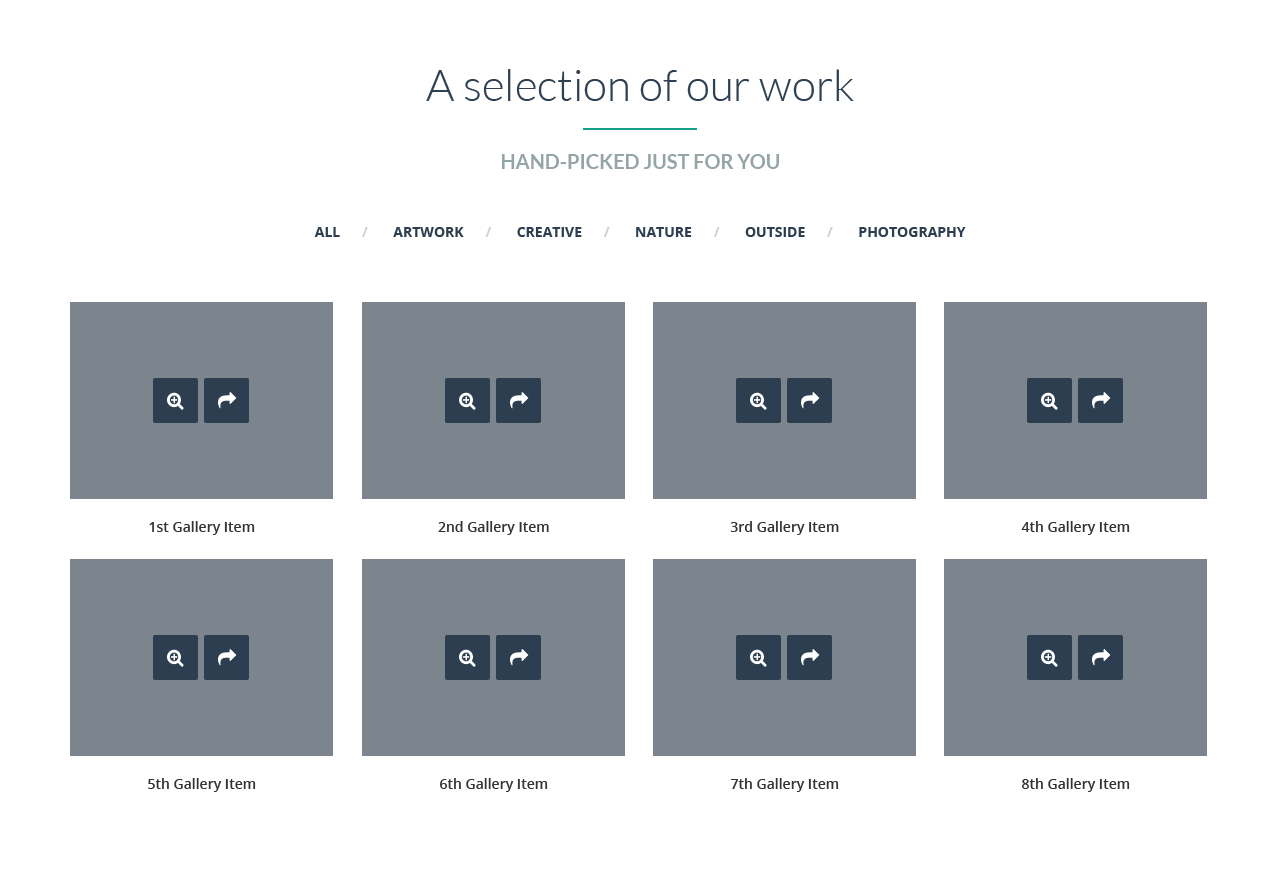 A selection of our work
HAND-PICKED JUST FOR YOU
ALL / ARTWORK / CREATIVE / NATURE / OUTSIDE / PHOTOGRAPHY
1st Gallery Item
2nd Gallery Item
3rd Gallery Item
4th Gallery Item
5th Gallery Item
6th Gallery Item
7th Gallery Item
8th Gallery Item